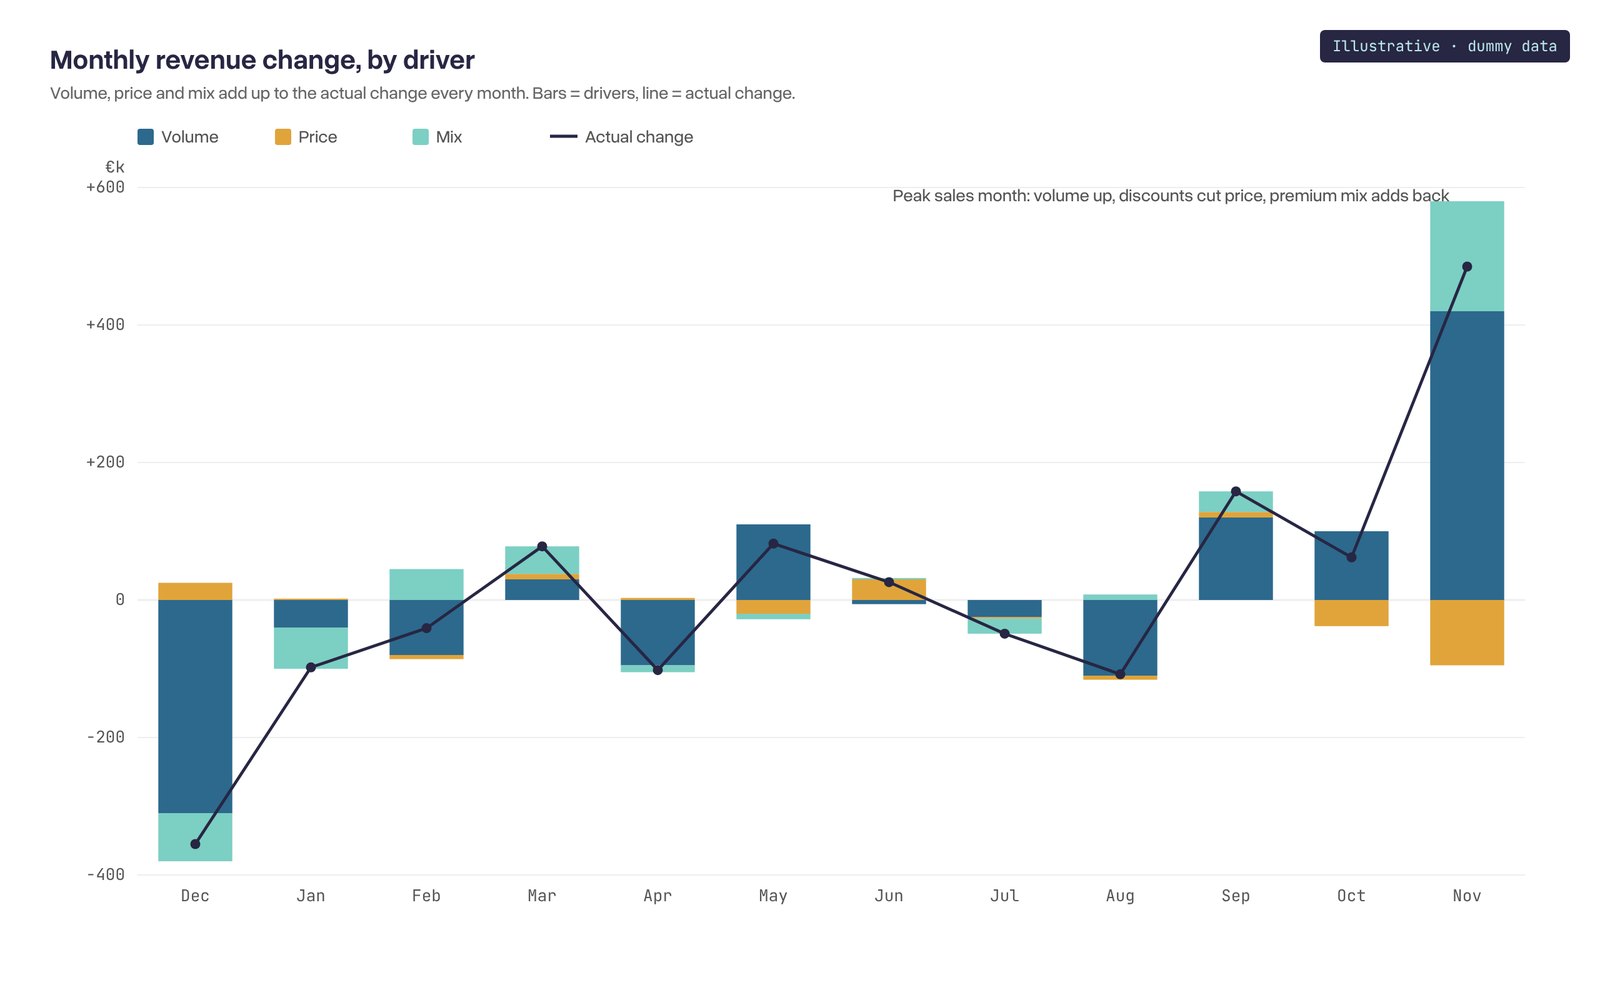 Illustrative · dummy data
Monthly revenue change, by driver
Volume, price and mix add up to the actual change every month. Bars = drivers, line = actual change.
Volume Price Mix Actual change
€k
+600
Peak sales month: volume up, discounts cut price, premium mix adds back
+400
+200
0
-200
-400
Dec Jan Feb Mar Apr May Jun Jul Aug Sep Oct Nov